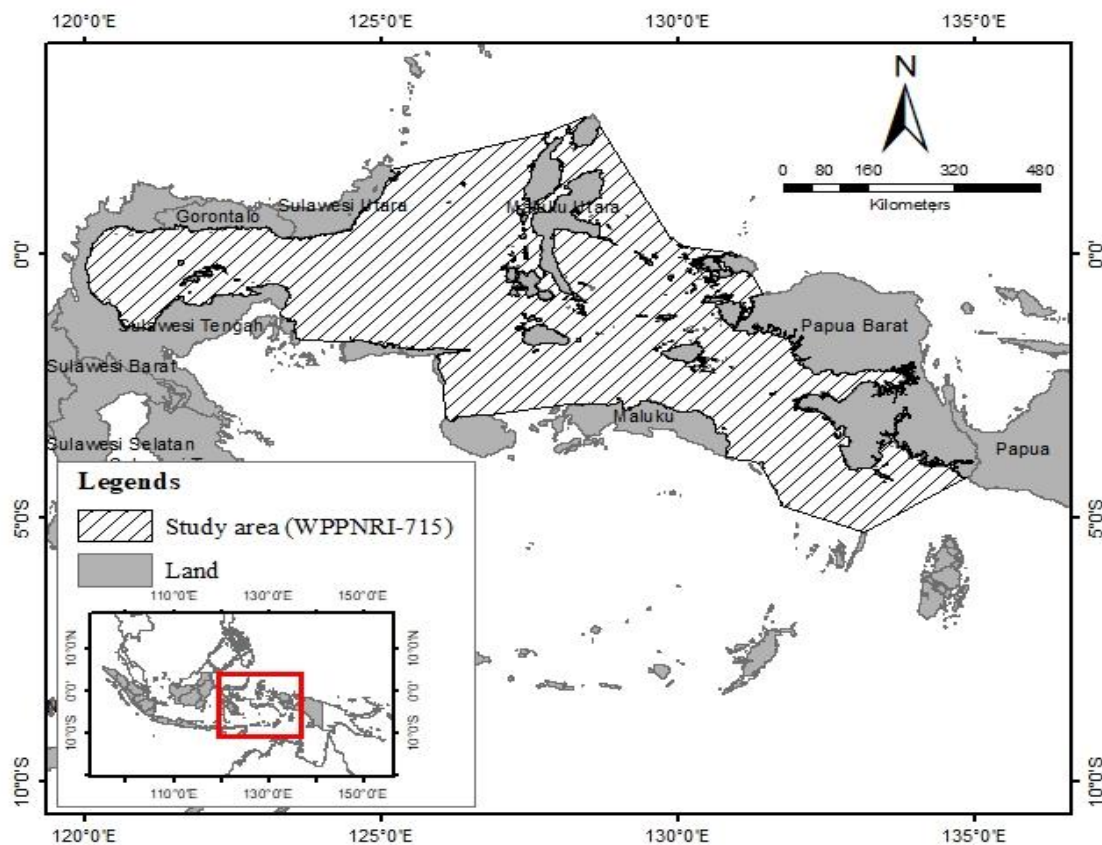 120°0'E 125°0'E 130°0'E 135°0'E
N
0 80 160 320 480
Kilometers
Gorontalo
Sulawesi Utara
Maluku Utara
0°0'
0°0'
Sulawesi Tengah
Papua Barat
Sulawesi Barat
Maluku
Sulawesi Selatan
Papua
Legends
Study area (WPPNRI-715)
Land
5°0'S
5°0'S
110°0'E 130°0'E 150°0'E
10°0'N
10°0'N
0°0'
0°0'
10°0'S
10°0'S
110°0'E 130°0'E 150°0'E
10°0'S
10°0'S
120°0'E 125°0'E 130°0'E 135°0'E